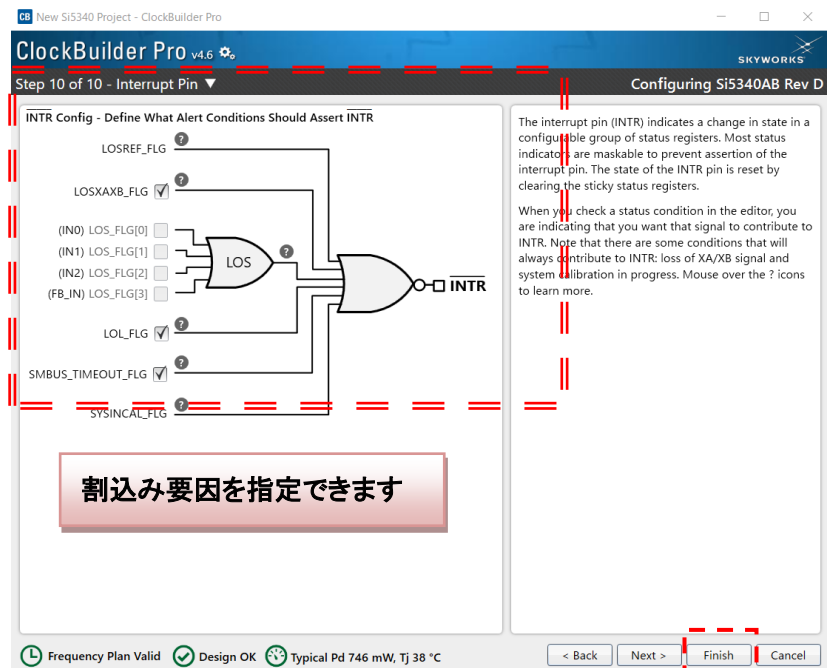 CB New Si5340 Project - ClockBuilder Pro
ClockBuilder Pro v4.6
SKYWORKS
Step 10 of 10 - Interrupt Pin ▼
Configuring Si5340AB Rev D
INTR Config - Define What Alert Conditions Should Assert INTR
LOSREF_FLG ?
LOSXAXB_FLG ?
(IN0) LOS_FLG[0]
(IN1) LOS_FLG[1]
(IN2) LOS_FLG[2]
(FB_IN) LOS_FLG[3]
LOS ?
INTR
LOL_FLG ?
SMBUS_TIMEOUT_FLG ?
SYSINCAL_FLG ?
割込み要因を指定できます
The interrupt pin (INTR) indicates a change in state in a
configurable group of status registers. Most status
indicators are maskable to prevent assertion of the
interrupt pin. The state of the INTR pin is reset by
clearing the sticky status registers.
When you check a status condition in the editor, you
are indicating that you want that signal to contribute to
INTR. Note that there are some conditions that will
always contribute to INTR: loss of XA/XB signal and
system calibration in progress. Mouse over the ? icons
to learn more.
Frequency Plan Valid Design OK Typical Pd 746 mW, Tj 38 °C
< Back Next > Finish Cancel